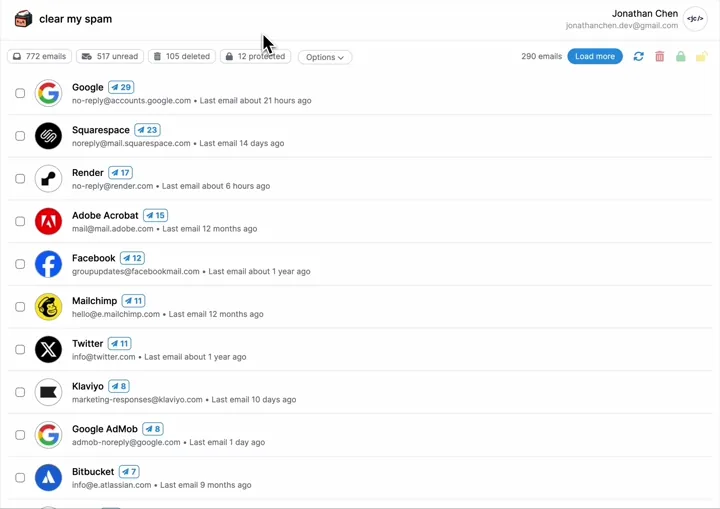 clear my spam
Jonathan Chen
jonathanchen.dev@gmail.com
<jc/>
772 emails 517 unread 105 deleted 12 protected Options 290 emails Load more
Google 29
no-reply@accounts.google.com • Last email about 21 hours ago
Squarespace 23
noreply@mail.squarespace.com • Last email 14 days ago
Render 17
no-reply@render.com • Last email about 6 hours ago
Adobe Acrobat 15
mail@mail.adobe.com • Last email 12 months ago
Facebook 12
groupupdates@facebookmail.com • Last email about 1 year ago
Mailchimp 11
hello@e.mailchimp.com • Last email 12 months ago
Twitter 11
info@twitter.com • Last email about 1 year ago
Klaviyo 8
marketing-responses@klaviyo.com • Last email 10 days ago
Google AdMob 8
admob-noreply@google.com • Last email 1 day ago
Bitbucket 7
info@e.atlassian.com • Last email 9 months ago